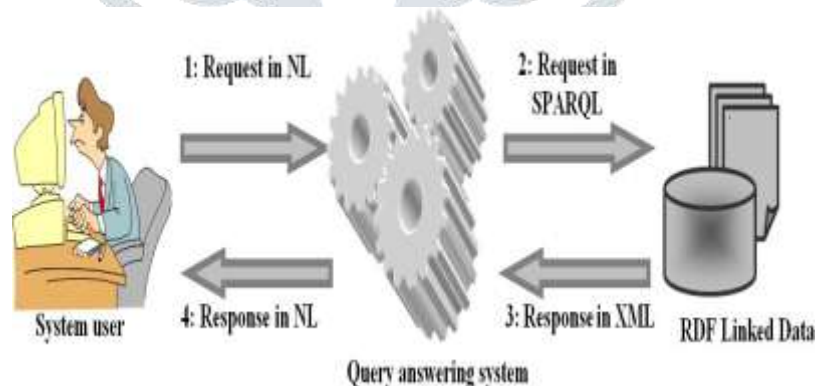 1: Request in NL
2: Request in
SPARQL
System user
4: Response in NL
3: Response in XML
RDF Linked Data
Query answering system